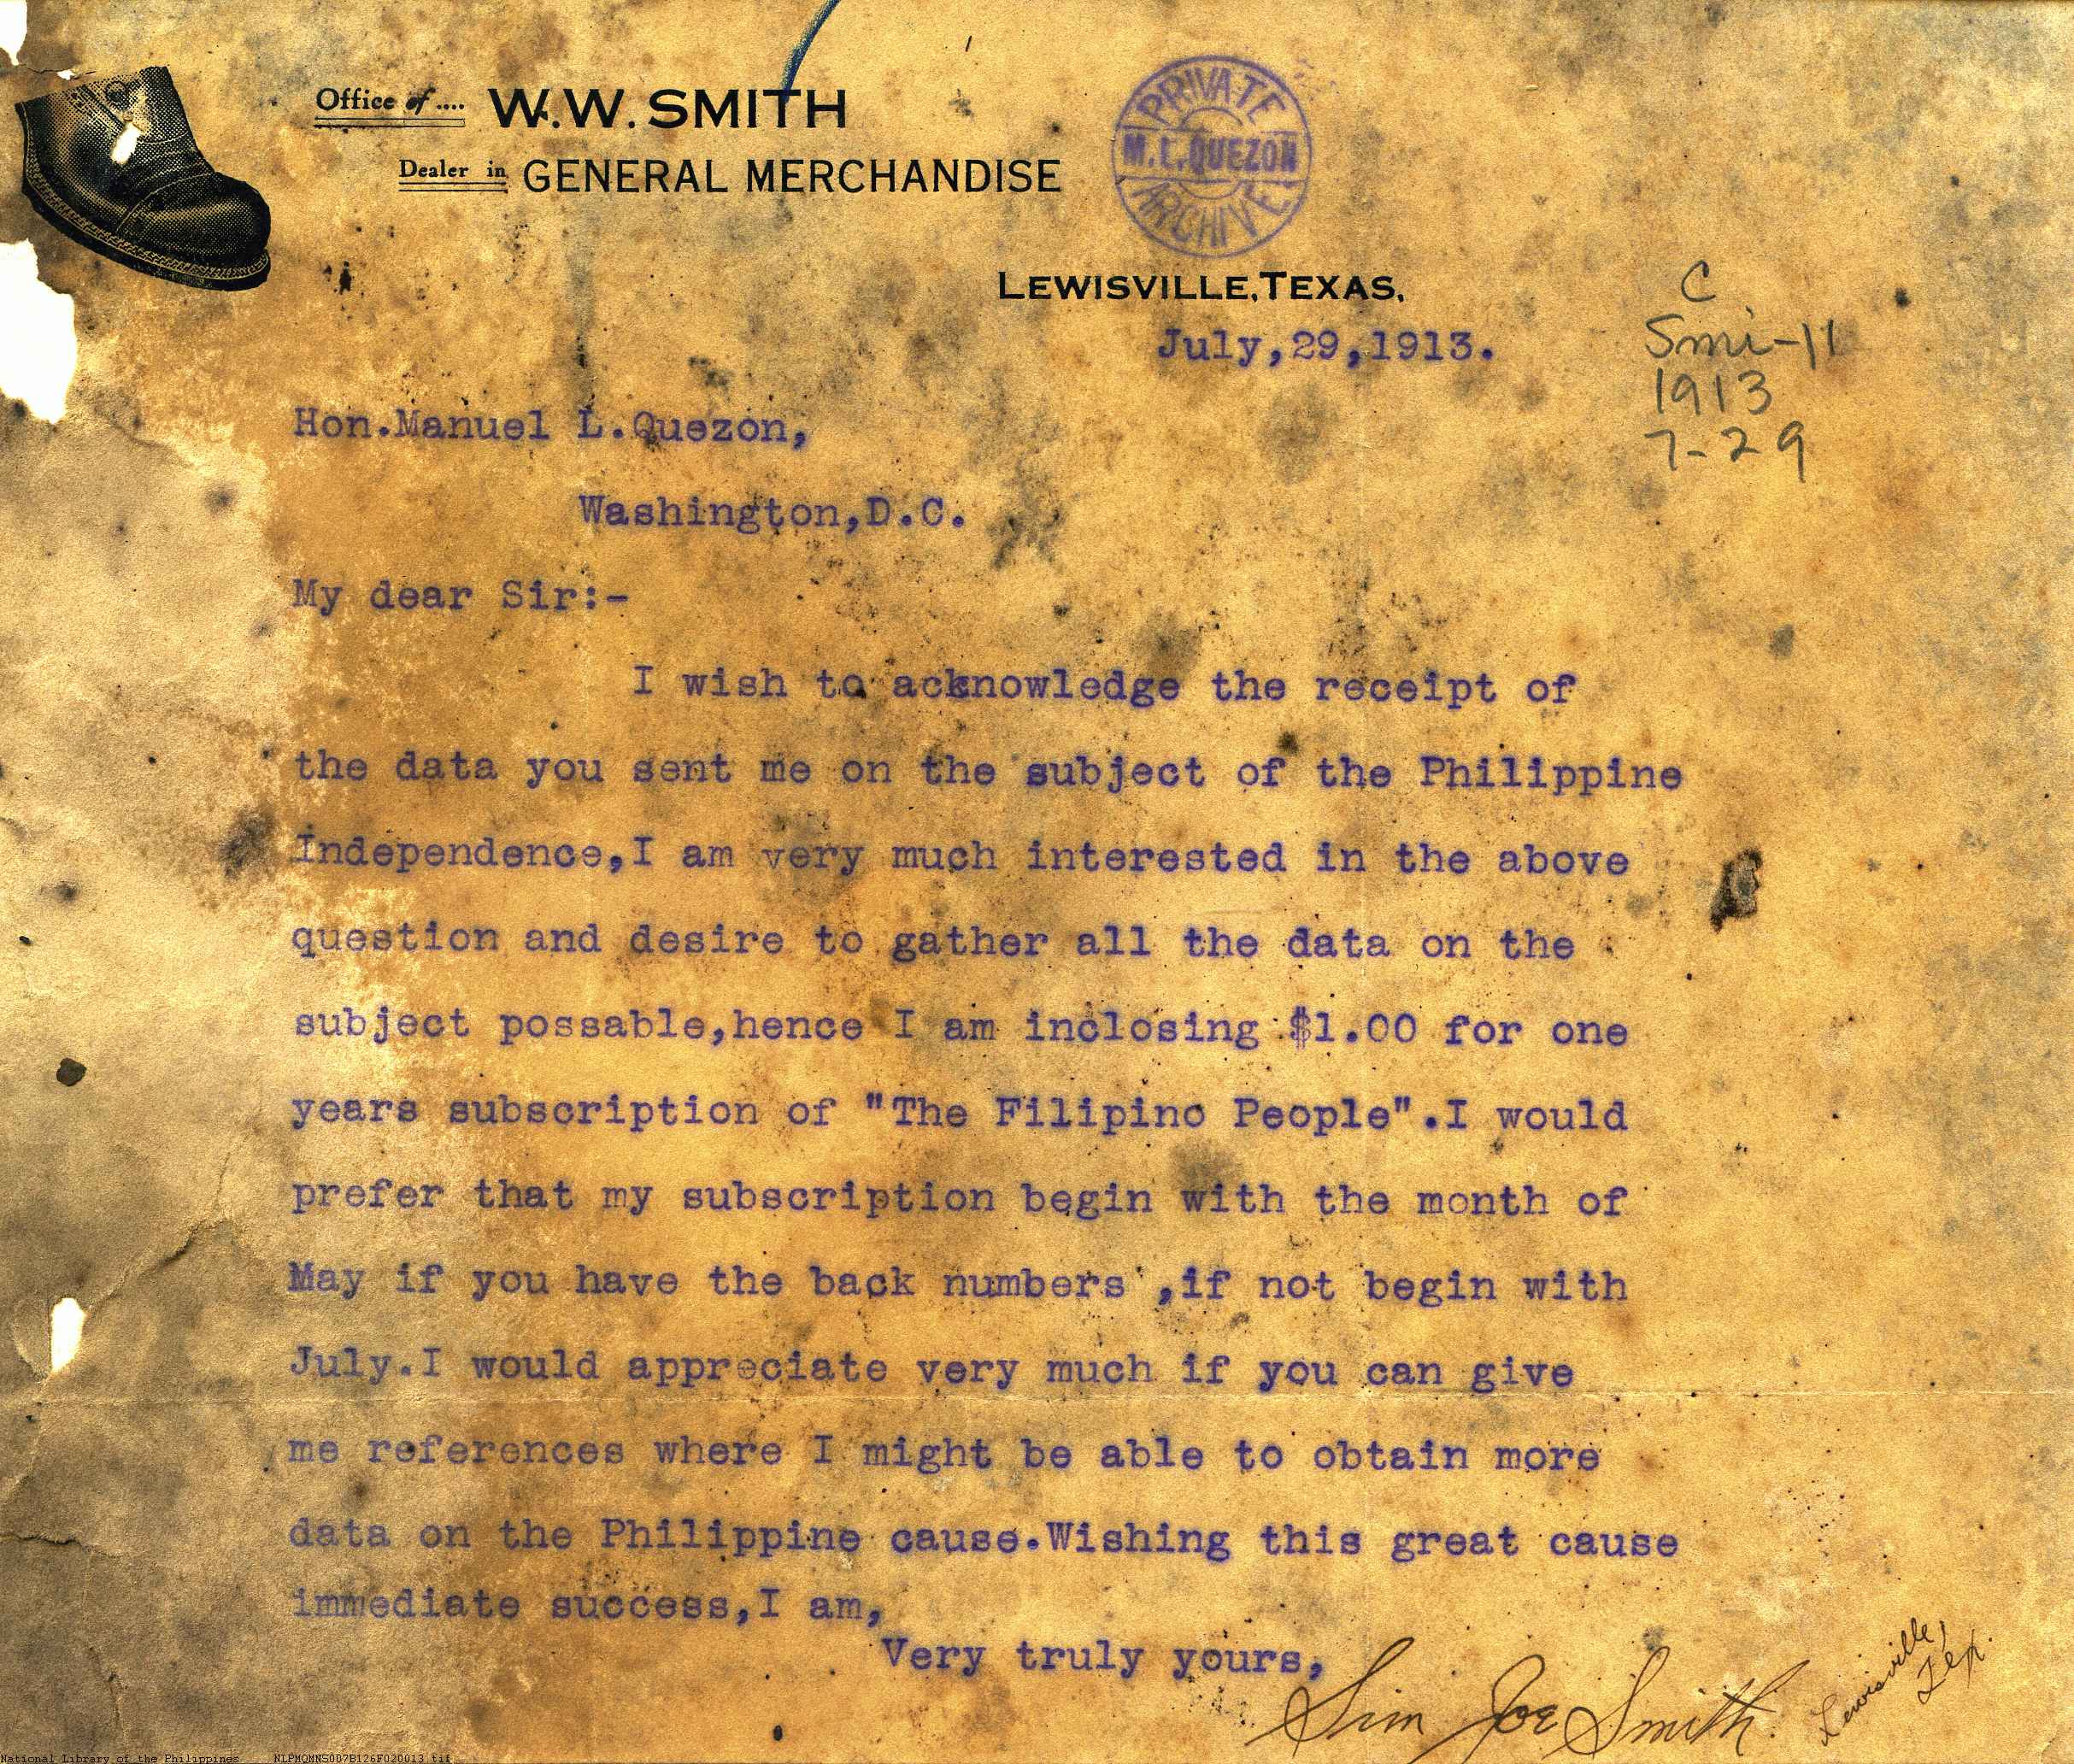 Office of .... W.W. SMITH
Dealer in GENERAL MERCHANDISE
PRIVATE
M.L.QUEZON
ARCHIVE
LEWISVILLE, TEXAS,
July,29,1913.
C
Smi-11
1913
7-29
Hon.Manuel L.Quezon,
Washington,D.C.
My dear Sir:-
I wish to acknowledge the receipt of
the data you sent me on the subject of the Philippine
Independence,I am very much interested in the above
question and desire to gather all the data on the
subject possable,hence I am inclosing $1.00 for one
years subscription of "The Filipino People".I would
prefer that my subscription begin with the month of
May if you have the back numbers ,if not begin with
July.I would appreciate very much if you can give
me references where I might be able to obtain more
data on the Philippine cause.Wishing this great cause
immediate success,I am,
Very truly yours,
Sim Joe Smith.
Lewisville,
Tex.
National Library of the Philippines NLPMQMNS007B126F020013.tif